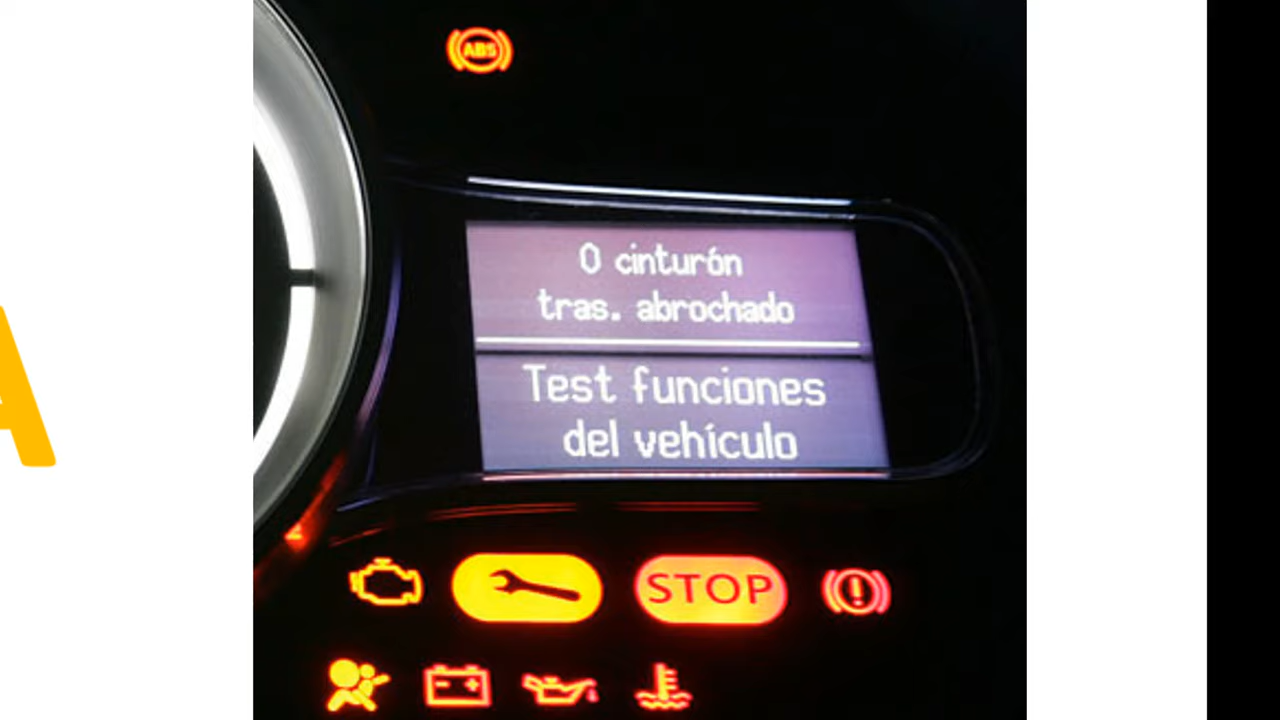 A
ABS
0 cinturón
tras. abrochado
Test funciones
del vehículo
STOP